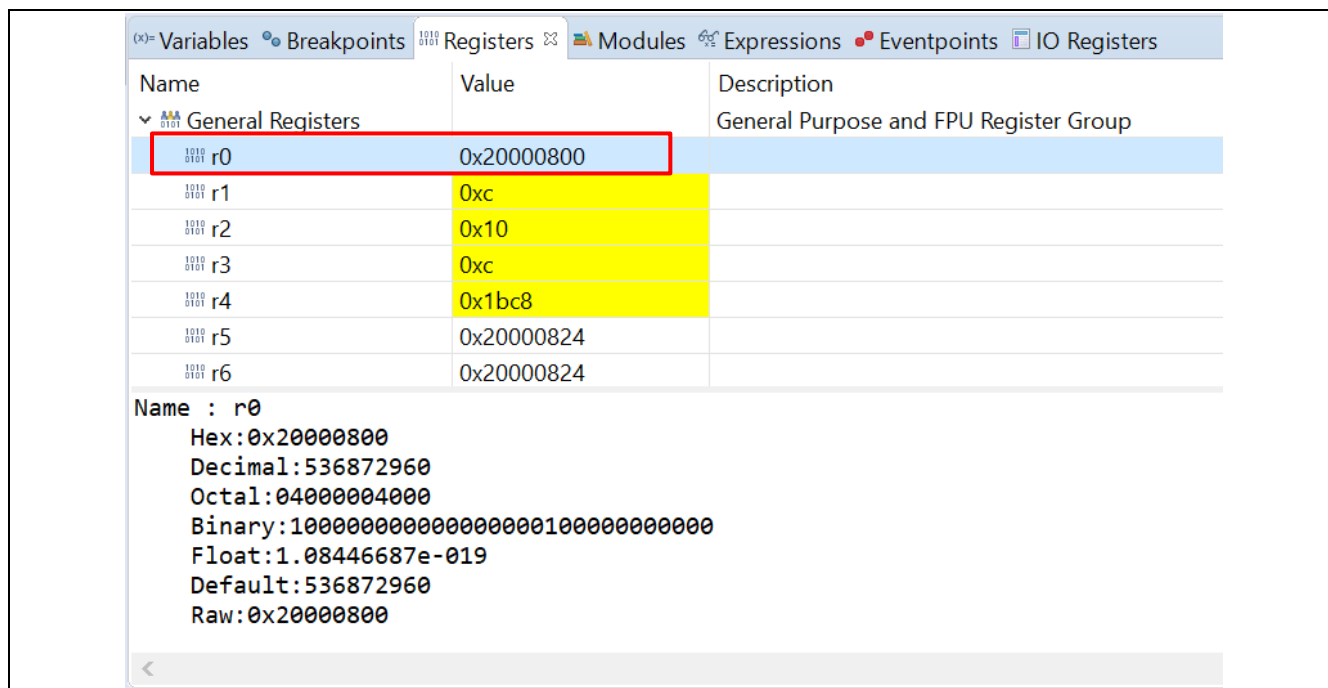 (x)= Variables Breakpoints Registers Modules Expressions Eventpoints IO Registers
Name Value Description
General Registers General Purpose and FPU Register Group
r0 0x20000800
r1 0xc
r2 0x10
r3 0xc
r4 0x1bc8
r5 0x20000824
r6 0x20000824
Name : r0
Hex:0x20000800
Decimal:536872960
Octal:04000004000
Binary:100000000000000000100000000000
Float:1.08446687e-019
Default:536872960
Raw:0x20000800